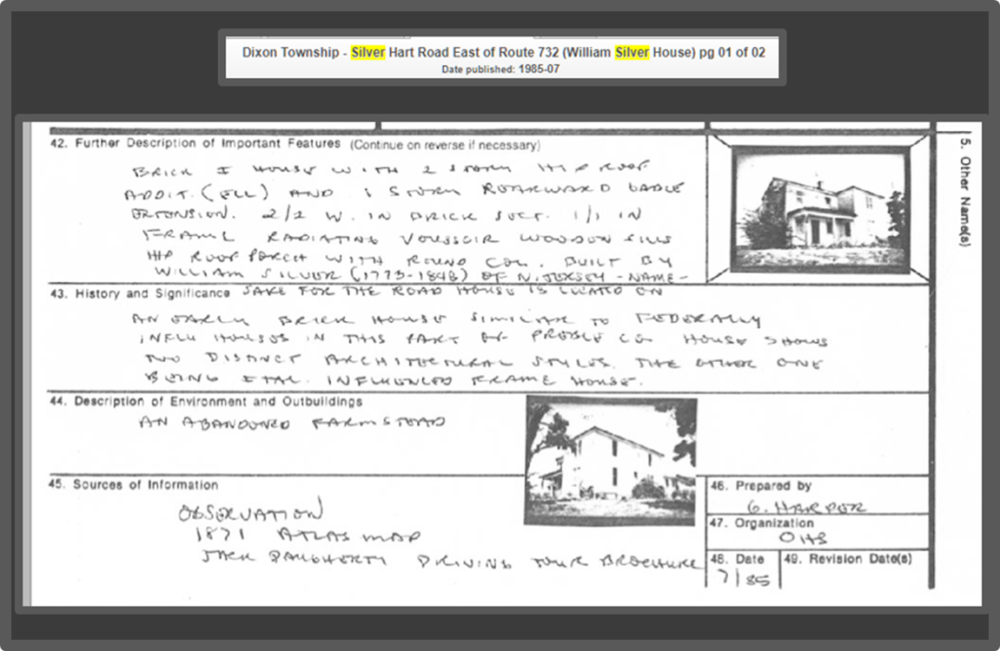 Dixon Township - Silver Hart Road East of Route 732 (William Silver House) pg 01 of 02
Date published: 1985-07
42. Further Description of Important Features (Continue on reverse if necessary)
BRICK I HOUSE WITH 2 STORY HIP ROOF
ADDIT. (ELL) AND 1 STORY REARWARD GABLE
EXTENSION. 2/2 W. IN BRICK SECT. 1/1 IN
FRAME RADIATING VOUSSOIR WOODEN SILLS
HIP ROOF PORCH WITH ROUND COL. BUILT BY
WILLIAM SILVER (1773-1848) OF N. JERSEY - NAME-
43. History and Significance SAKE FOR THE ROAD HOUSE IS LOCATED ON
AN EARLY BRICK HOUSE SIMILAR TO FEDERALLY
INFLU HOUSES IN THIS PART OF PREBLE CO. HOUSE SHOWS
TWO DISTINCT ARCHITECTURAL STYLES. THE OTHER ONE
BEING ITAL. INFLUENCED FRAME HOUSE.
44. Description of Environment and Outbuildings
AN ABANDONED FARMSTEAD
45. Sources of Information
OBSERVATION
1871 ATLAS MAP
JACK DAUGHERTY DRIVING TOUR BROCHURE
46. Prepared by
G. HARPER
47. Organization
OHS
48. Date
7/85
49. Revision Date(s)
5. Other Name(s)